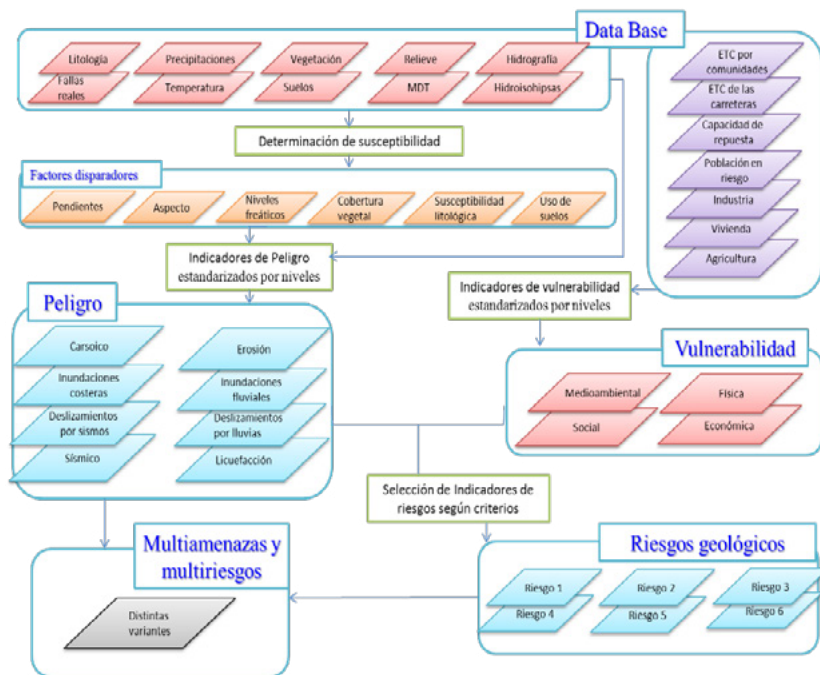 Data Base
Litología
Precipitaciones
Vegetación
Relieve
Hidrografía
Fallas
reales
Temperatura
Suelos
MDT
Hidroisohipsas
ETC por
comunidades
ETC de las
carreteras
Capacidad de
repuesta
Población en
riesgo
Industria
Vivienda
Agricultura
Determinación de susceptibilidad
Factores disparadores
Pendientes
Aspecto
Niveles
freáticos
Cobertura
vegetal
Susceptibilidad
litológica
Uso de
suelos
Indicadores de Peligro
estandarizados por niveles
Indicadores de vulnerabilidad
estandarizados por niveles
Peligro
Carsoico
Erosión
Inundaciones
costeras
Inundaciones
fluviales
Deslizamientos
por sismos
Deslizamientos
por lluvias
Sísmico
Licuefacción
Vulnerabilidad
Medioambiental
Física
Social
Económica
Selección de Indicadores de
riesgos según criterios
Multiamenazas y
multiriesgos
Distintas
variantes
Riesgos geológicos
Riesgo 1
Riesgo 2
Riesgo 3
Riesgo 4
Riesgo 5
Riesgo 6